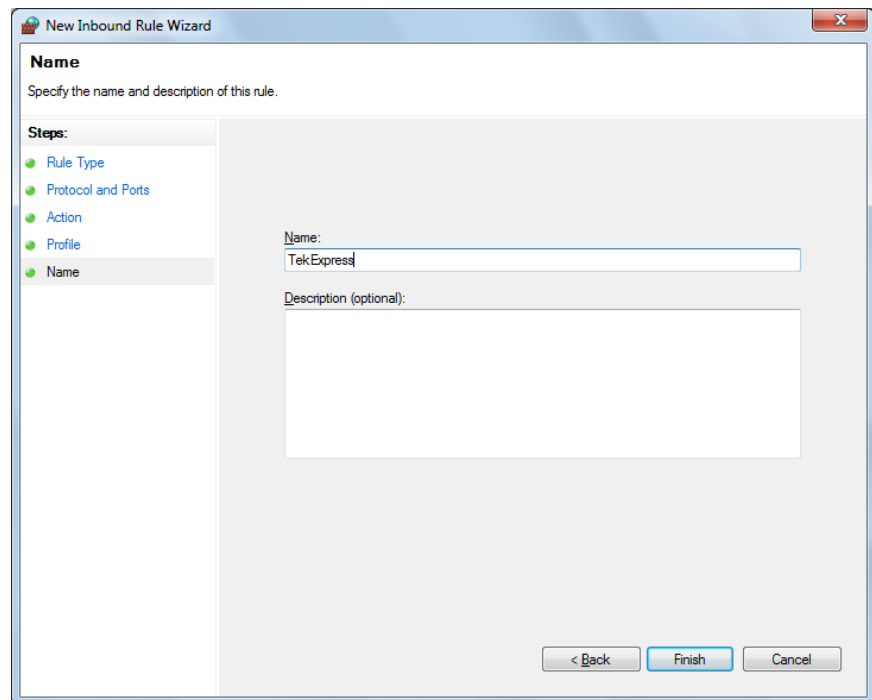 New Inbound Rule Wizard
Name
Specify the name and description of this rule.
Steps:
Rule Type
Protocol and Ports
Action
Profile
Name
Name:
TekExpress
Description (optional):
< Back
Finish
Cancel